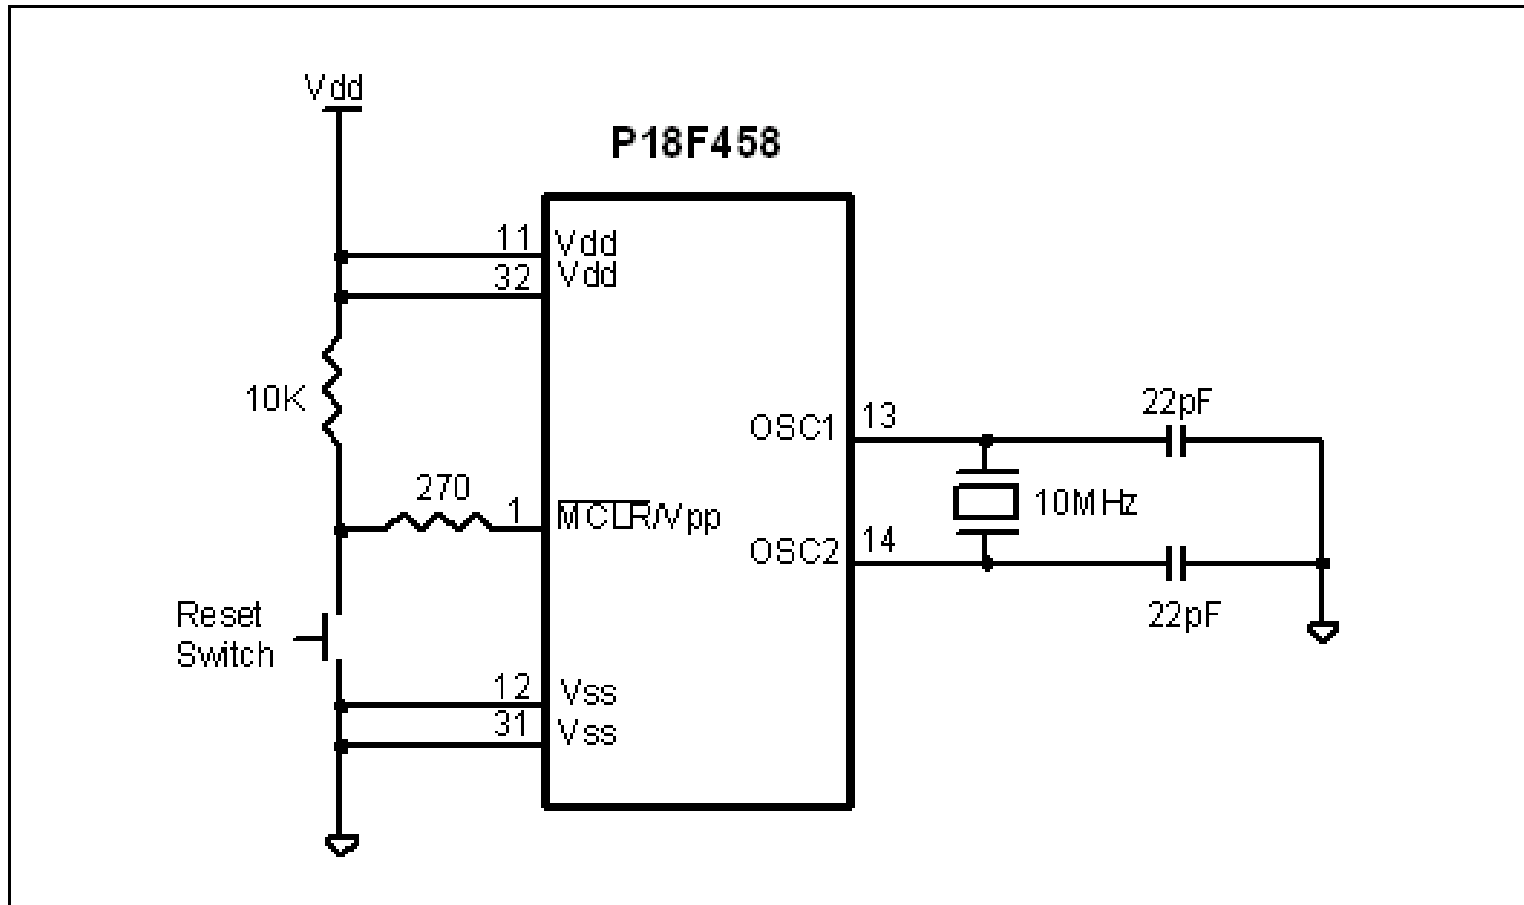 Vdd
P18F458
11 Vdd
32 Vdd
10K
OSC1 13
22pF
270
1 MCLR/Vpp
10MHz
OSC2 14
22pF
Reset
Switch
12 Vss
31 Vss